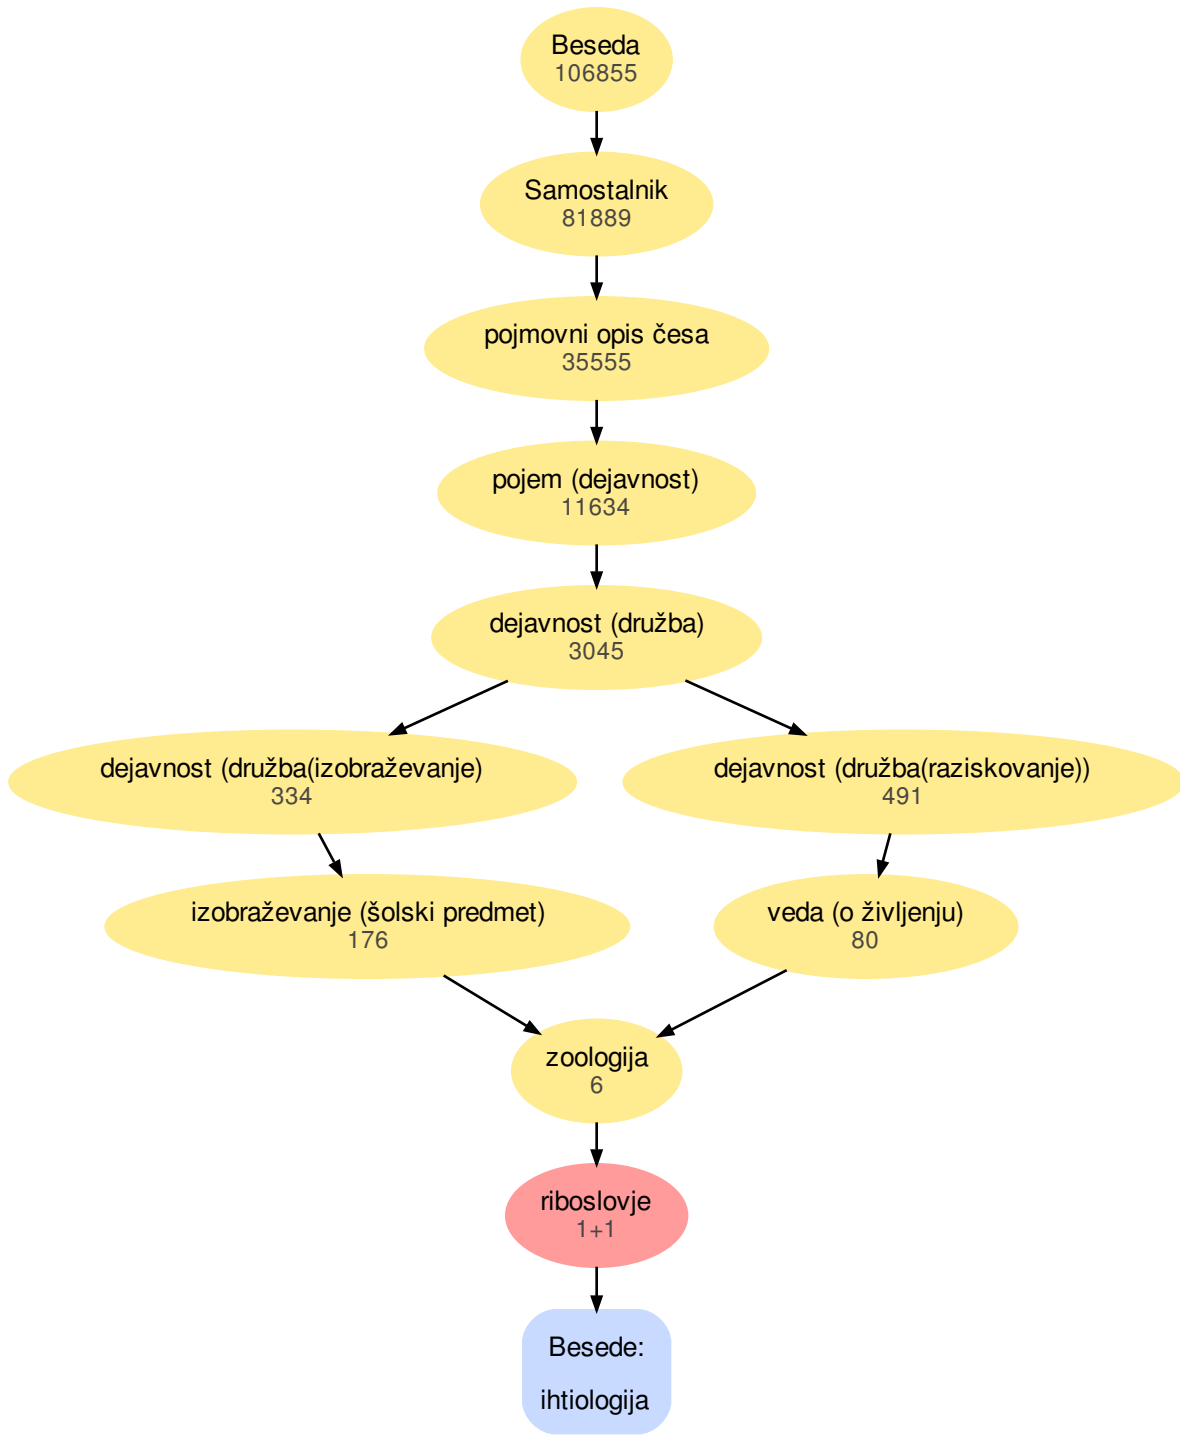 Beseda
106855
Samostalnik
81889
pojmovni opis česa
35555
pojem (dejavnost)
11634
dejavnost (družba)
3045
dejavnost (družba(izobraževanje)
334
dejavnost (družba(raziskovanje))
491
izobraževanje (šolski predmet)
176
veda (o življenju)
80
zoologija
6
riboslovje
1+1
Besede:
ihtiologija